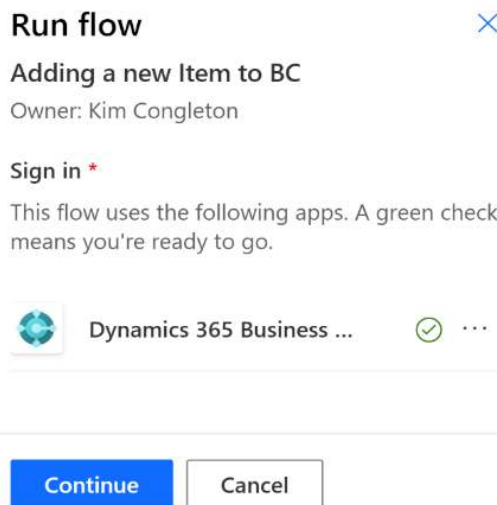 Run flow
Adding a new Item to BC
Owner: Kim Congleton
Sign in *
This flow uses the following apps. A green check
means you're ready to go.
Dynamics 365 Business ...
Continue
Cancel